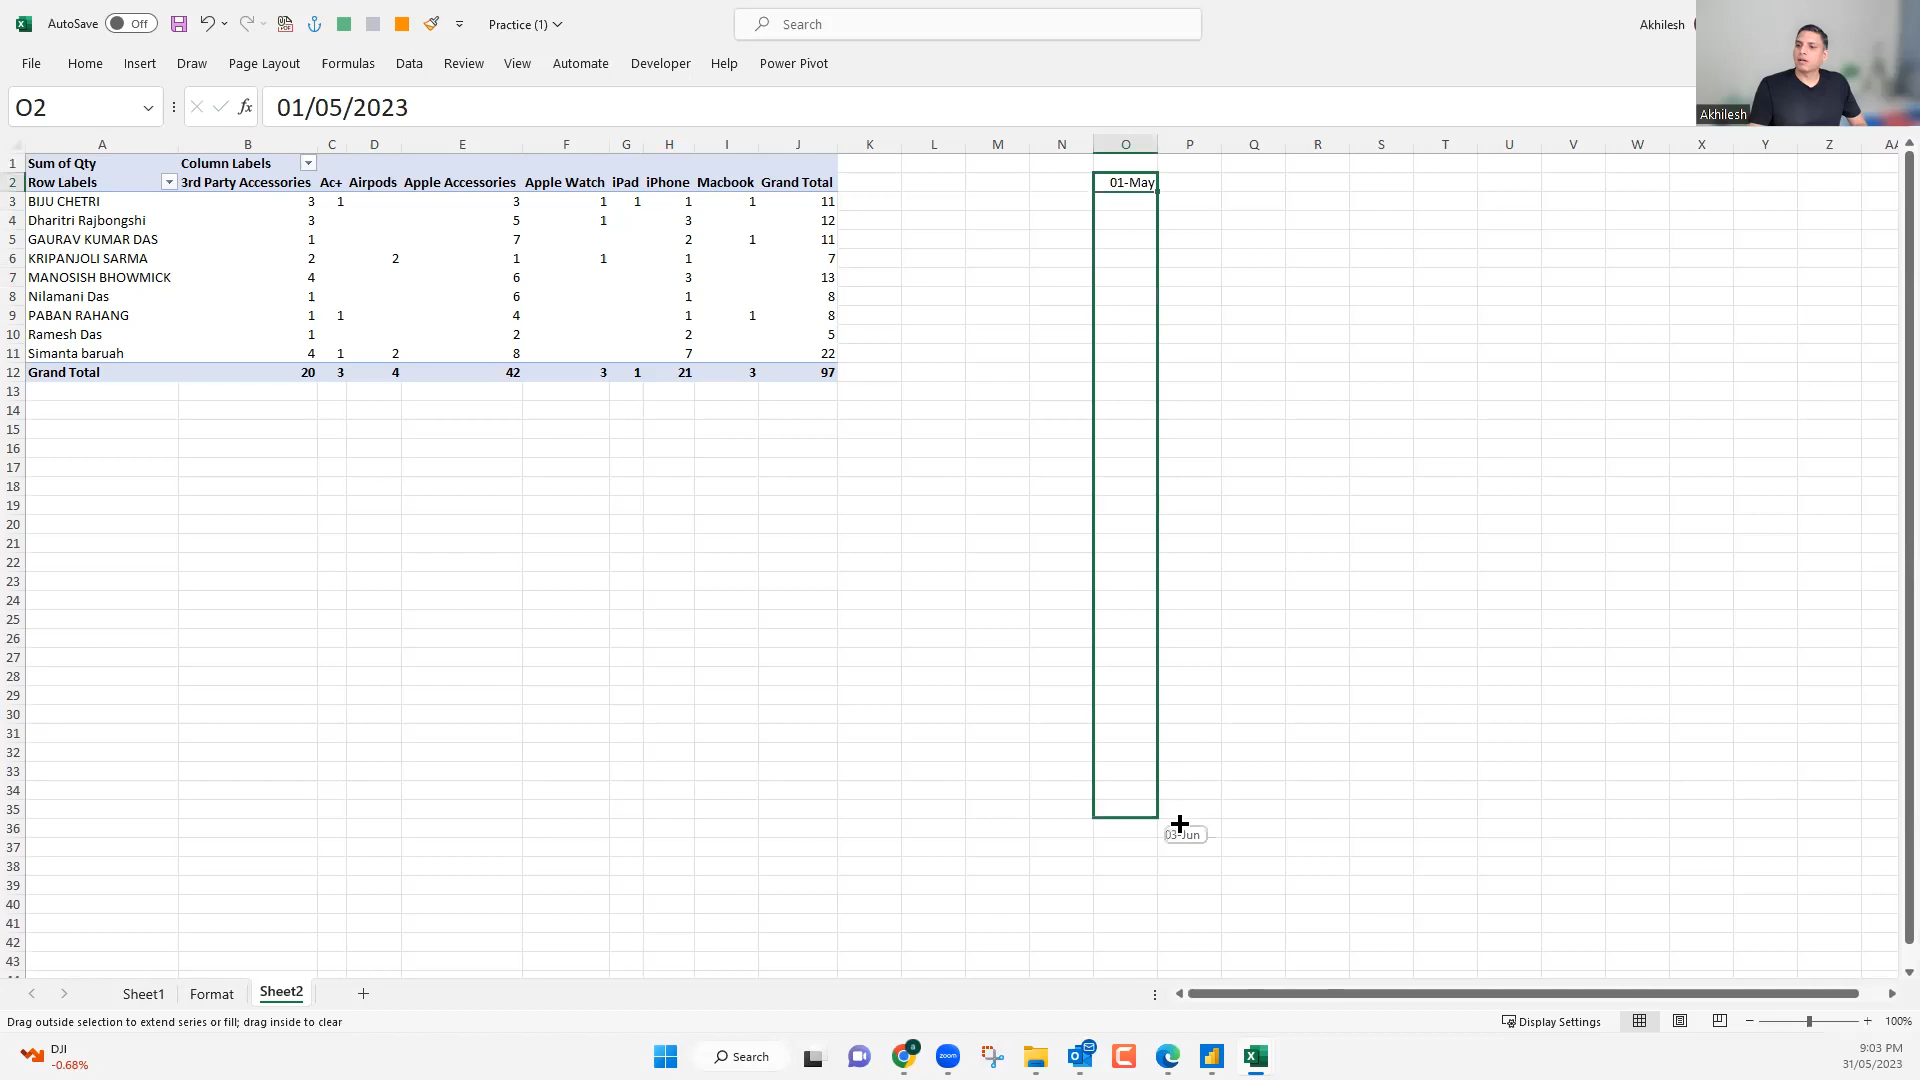 AutoSave Off Practice (1) Search Akhilesh
File Home Insert Draw Page Layout Formulas Data Review View Automate Developer Help Power Pivot
Akhilesh
O2 fx 01/05/2023
A B C D E F G H I J K L M N O P Q R S T U V W X Y Z AA
1 Sum of Qty Column Labels
2 Row Labels 3rd Party Accessories Ac+ Airpods Apple Accessories Apple Watch iPad iPhone Macbook Grand Total 01-May
3 BIJU CHETRI 3 1 3 1 1 1 1 11
4 Dharitri Rajbongshi 3 5 1 3 12
5 GAURAV KUMAR DAS 1 7 2 1 11
6 KRIPANJOLI SARMA 2 2 1 1 1 7
7 MANOSISH BHOWMICK 4 6 3 13
8 Nilamani Das 1 6 1 8
9 PABAN RAHANG 1 1 4 1 1 8
10 Ramesh Das 1 2 2 5
11 Simanta baruah 4 1 2 8 7 22
12 Grand Total 20 3 4 42 3 1 21 3 97
13
14
15
16
17
18
19
20
21
22
23
24
25
26
27
28
29
30
31
32
33
34
35
36 03-Jun
37
38
39
40
41
42
43
Sheet1 Format Sheet2
Drag outside selection to extend series or fill; drag inside to clear Display Settings 100%
DJI
-0.68%
Search
zoom
9:03 PM
31/05/2023